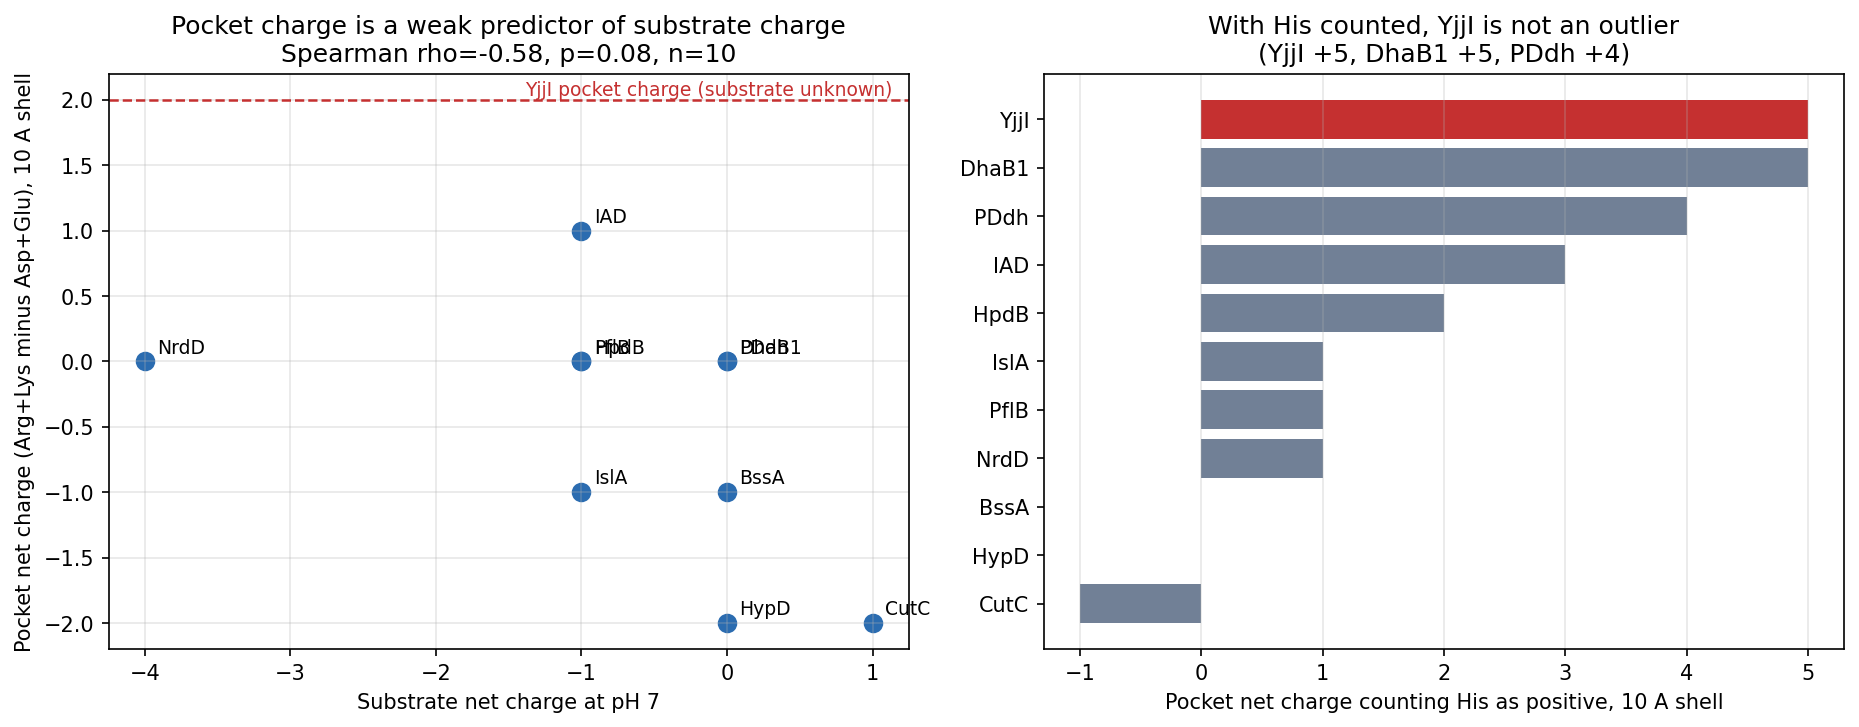 Pocket charge is a weak predictor of substrate charge
Spearman rho=-0.58, p=0.08, n=10
Pocket net charge (Arg+Lys minus Asp+Glu), 10 A shell
2.0
1.5
1.0
0.5
0.0
−0.5
−1.0
−1.5
−2.0
YjjI pocket charge (substrate unknown)
IAD
NrdD
PflB
HpdB
PDdh
DhaB1
IslA
BssA
HypD
CutC
−4
−3
−2
−1
0
1
Substrate net charge at pH 7
With His counted, YjjI is not an outlier
(YjjI +5, DhaB1 +5, PDdh +4)
YjjI
DhaB1
PDdh
IAD
HpdB
IslA
PflB
NrdD
BssA
HypD
CutC
−1
0
1
2
3
4
5
Pocket net charge counting His as positive, 10 A shell